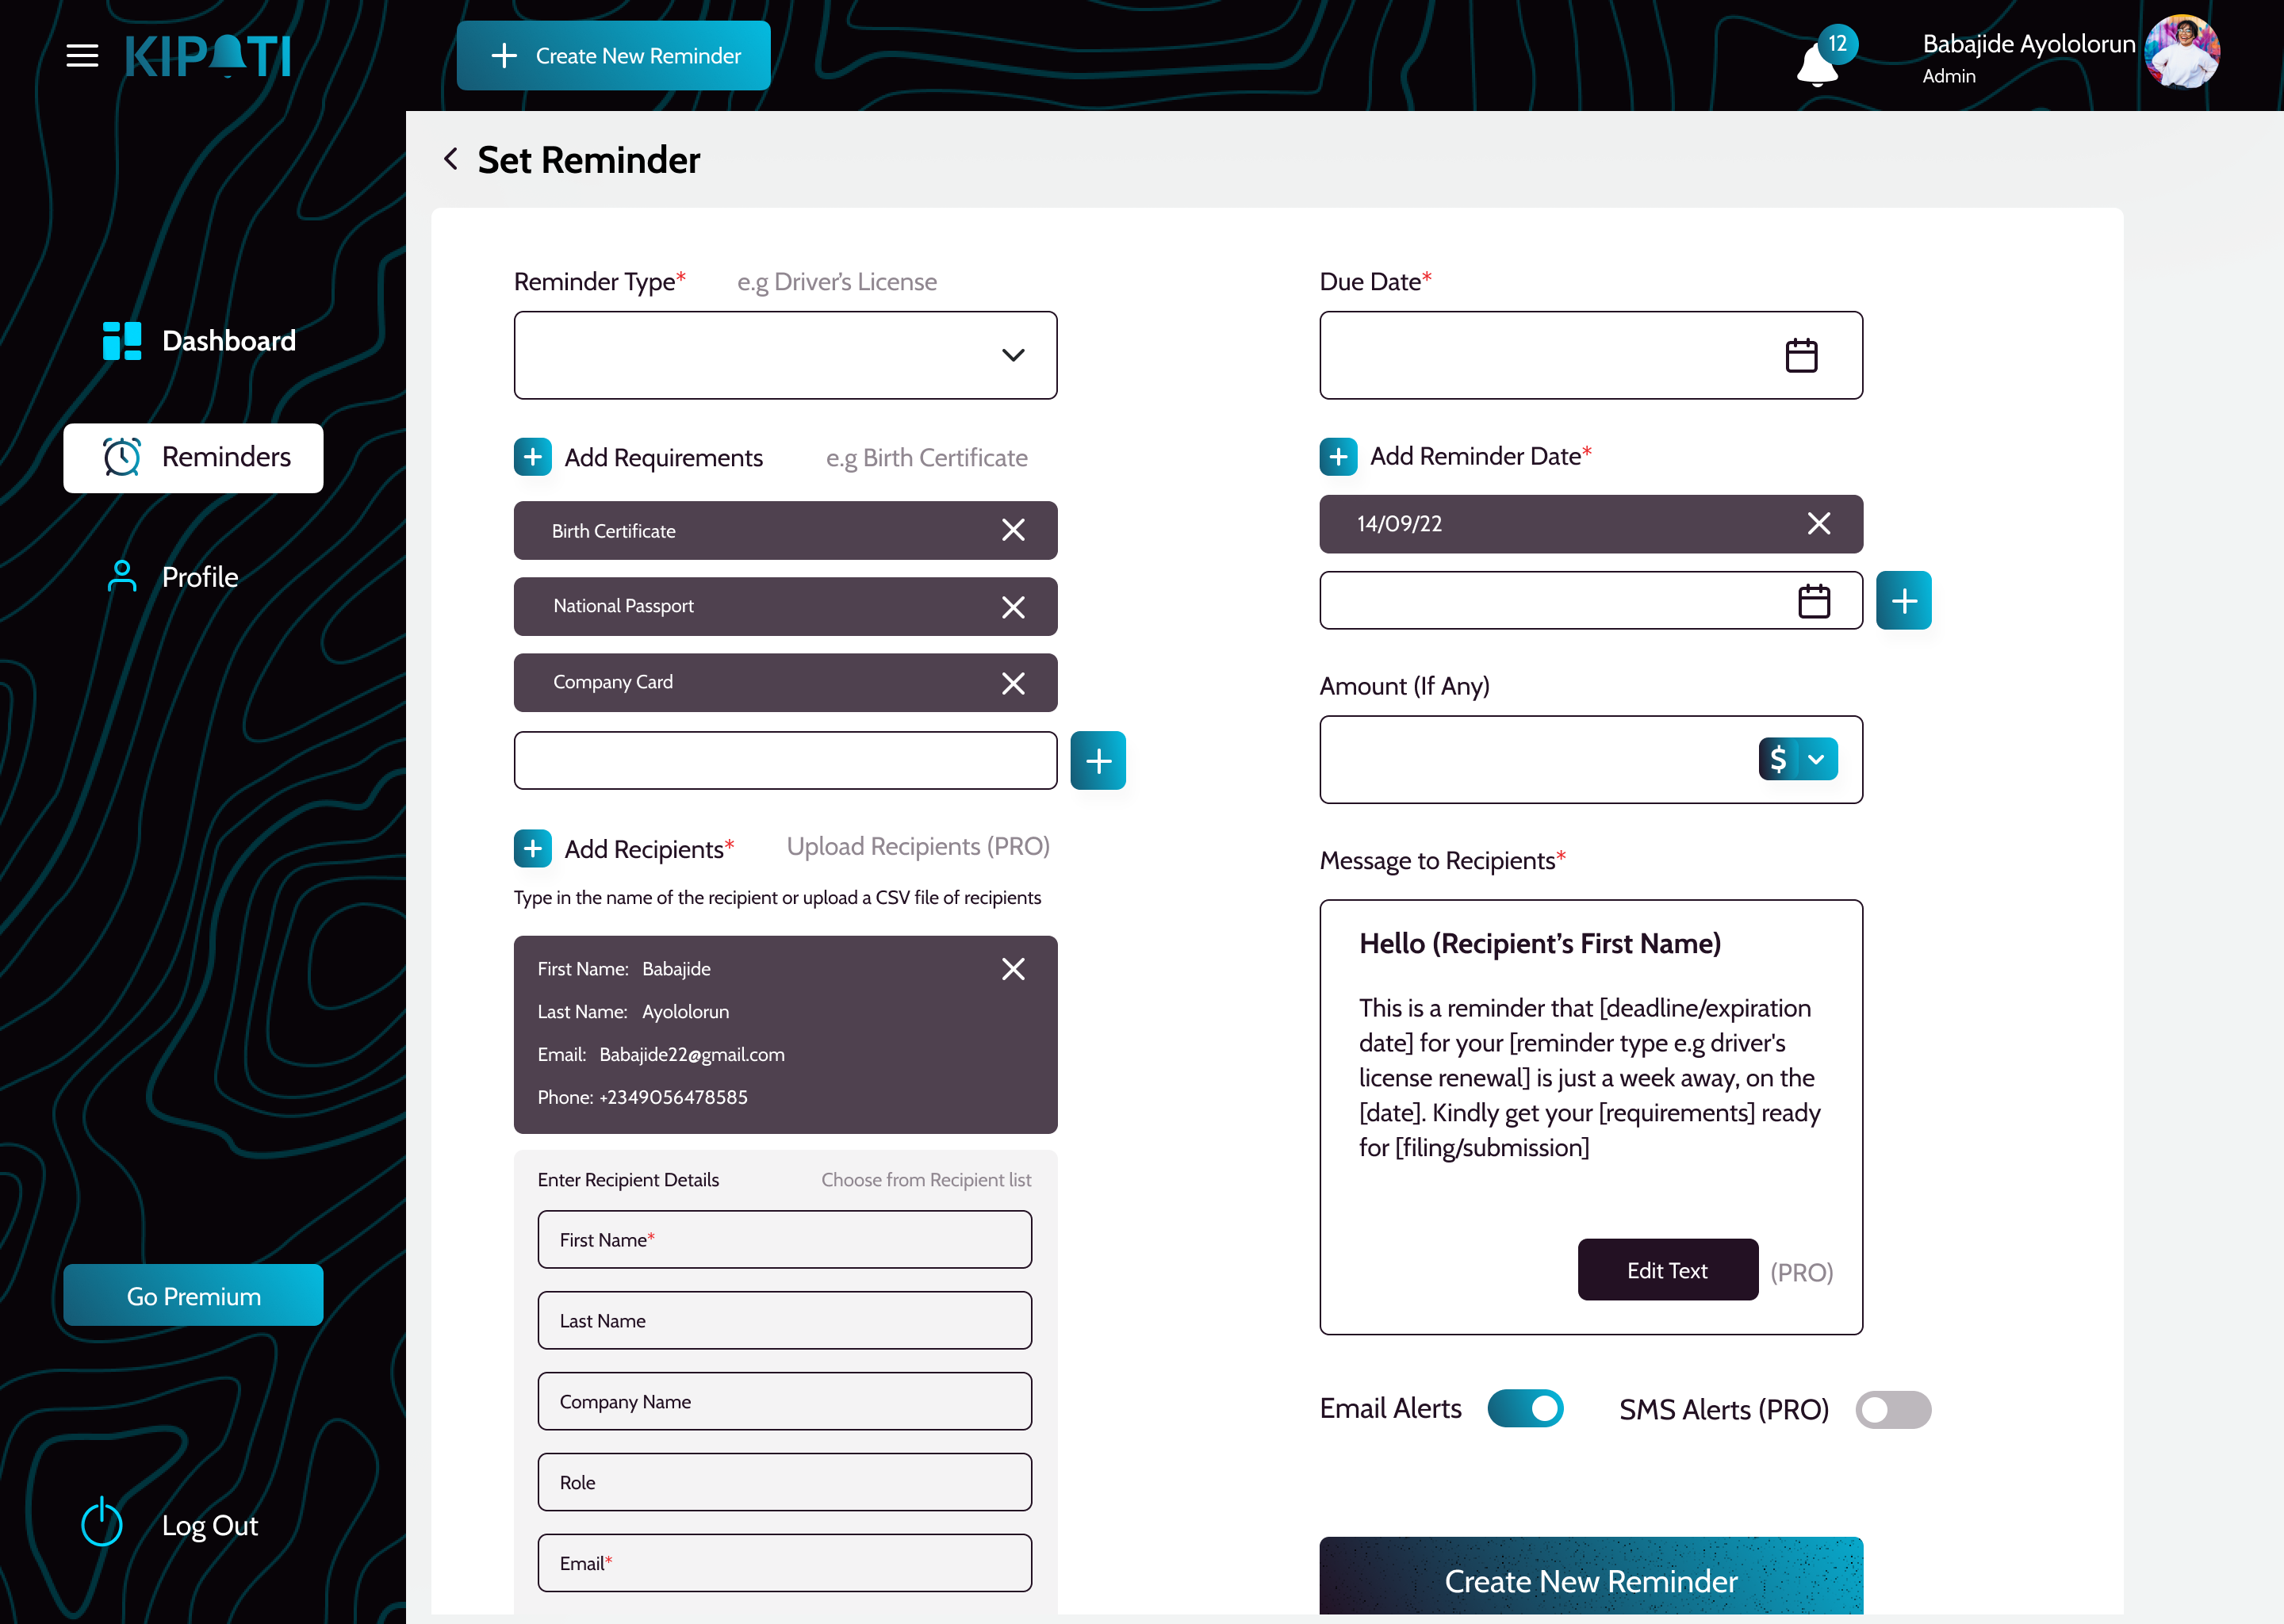 KIPATI
Create New Reminder
12
Babajide Ayololorun
Admin
Dashboard
Reminders
Profile
Go Premium
Log Out
Set Reminder
Reminder Type* e.g Driver's License
Add Requirements e.g Birth Certificate
Birth Certificate
National Passport
Company Card
Add Recipients* Upload Recipients (PRO)
Type in the name of the recipient or upload a CSV file of recipients
First Name: Babajide
Last Name: Ayololorun
Email: Babajide22@gmail.com
Phone: +2349056478585
Enter Recipient Details Choose from Recipient list
First Name*
Last Name
Company Name
Role
Email*
Due Date*
Add Reminder Date*
14/09/22
Amount (If Any)
$
Message to Recipients*
Hello (Recipient's First Name)
This is a reminder that [deadline/expiration
date] for your [reminder type e.g driver's
license renewal] is just a week away, on the
[date]. Kindly get your [requirements] ready
for [filing/submission]
Edit Text (PRO)
Email Alerts SMS Alerts (PRO)
Create New Reminder